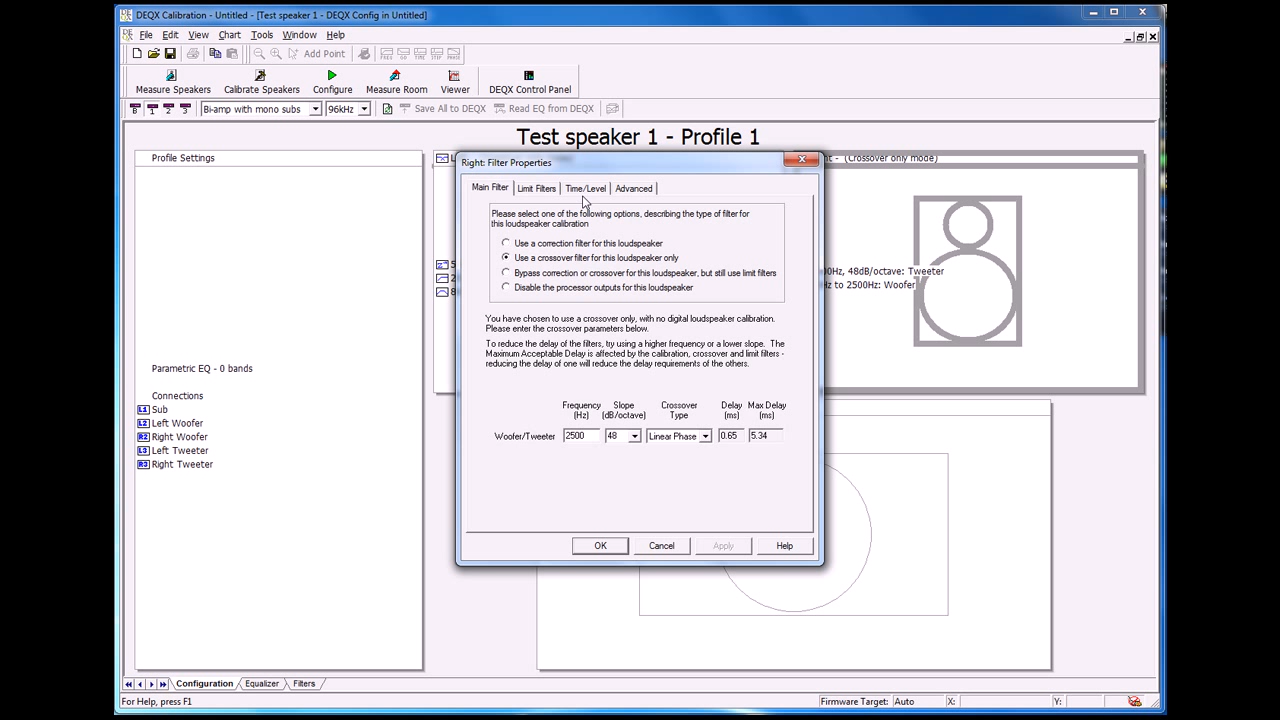 DEQX Calibration - Untitled - [Test speaker 1 - DEQX Config in Untitled]
File Edit View Chart Tools Window Help
Add Point
Measure Speakers Calibrate Speakers Configure Measure Room Viewer DEQX Control Panel
B 1 2 3 Bi-amp with mono subs 96kHz Save All to DEQX Read EQ from DEQX
Test speaker 1 - Profile 1
Profile Settings
(Crossover only mode)
Right: Filter Properties
Main Filter Limit Filters Time/Level Advanced
Please select one of the following options, describing the type of filter for
this loudspeaker calibration
Use a correction filter for this loudspeaker
Use a crossover filter for this loudspeaker only
Bypass correction or crossover for this loudspeaker, but still use limit filters
Disable the processor outputs for this loudspeaker
0Hz, 48dB/octave: Tweeter
Hz to 2500Hz: Woofer
You have chosen to use a crossover only, with no digital loudspeaker calibration.
Please enter the crossover parameters below.
To reduce the delay of the filters, try using a higher frequency or a lower slope. The
Maximum Acceptable Delay is affected by the calibration, crossover and limit filters -
reducing the delay of one will reduce the delay requirements of the others.
Frequency (Hz) Slope (dB/octave) Crossover Type Delay (ms) Max Delay (ms)
Woofer/Tweeter 2500 48 Linear Phase 0.65 5.34
OK Cancel Apply Help
Parametric EQ - 0 bands
Connections
L1 Sub
L2 Left Woofer
R2 Right Woofer
L3 Left Tweeter
R3 Right Tweeter
Configuration Equalizer Filters
For Help, press F1 Firmware Target: Auto X: Y: